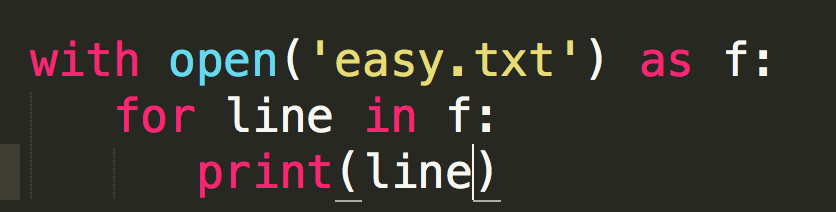 with open('easy.txt') as f:
   for line in f:
      print(line)